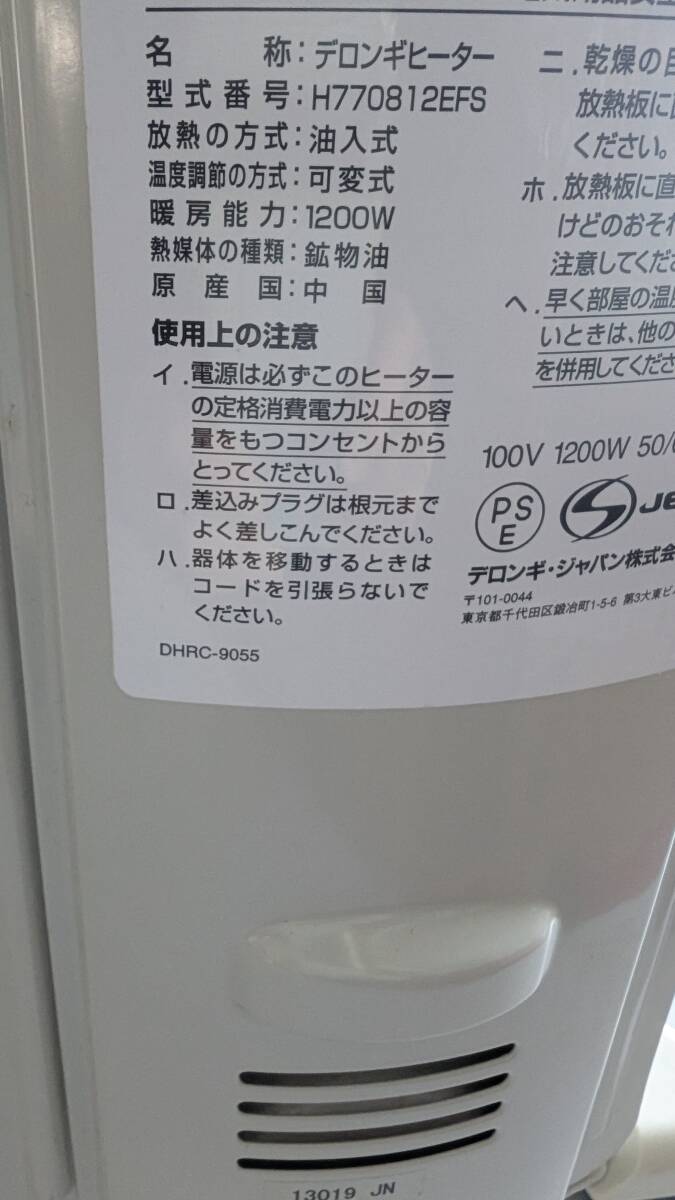 名 称:デロンギヒーター
型式番号:H770812EFS
放熱の方式:油入式
温度調節の方式:可変式
暖房能力:1200W
熱媒体の種類:鉱物油
原産国:中国
使用上の注意
イ.電源は必ずこのヒーター
の定格消費電力以上の容
量をもつコンセントから
とってください。
ロ.差込みプラグは根元まで
よく差しこんでください。
ハ.器体を移動するときは
コードを引張らないで
ください。
DHRC-9055
ニ.乾燥の
放熱板に
ください。
ホ.放熱板に直
けどのおそれ
注意してくだ
ヘ.早く部屋の温
いときは、他の
を併用してくださ
100V 1200W 50/
PS
E
デロンギ・ジャパン株式会
〒101-0044
東京都千代田区鍛冶町1-5-6 第3大東ビ
13019 JN